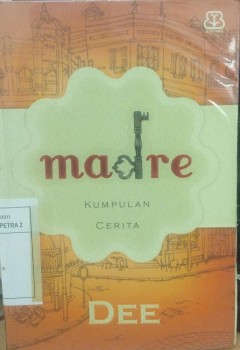 madre
KUMPULAN
CERITA
PETRA 2
DEE